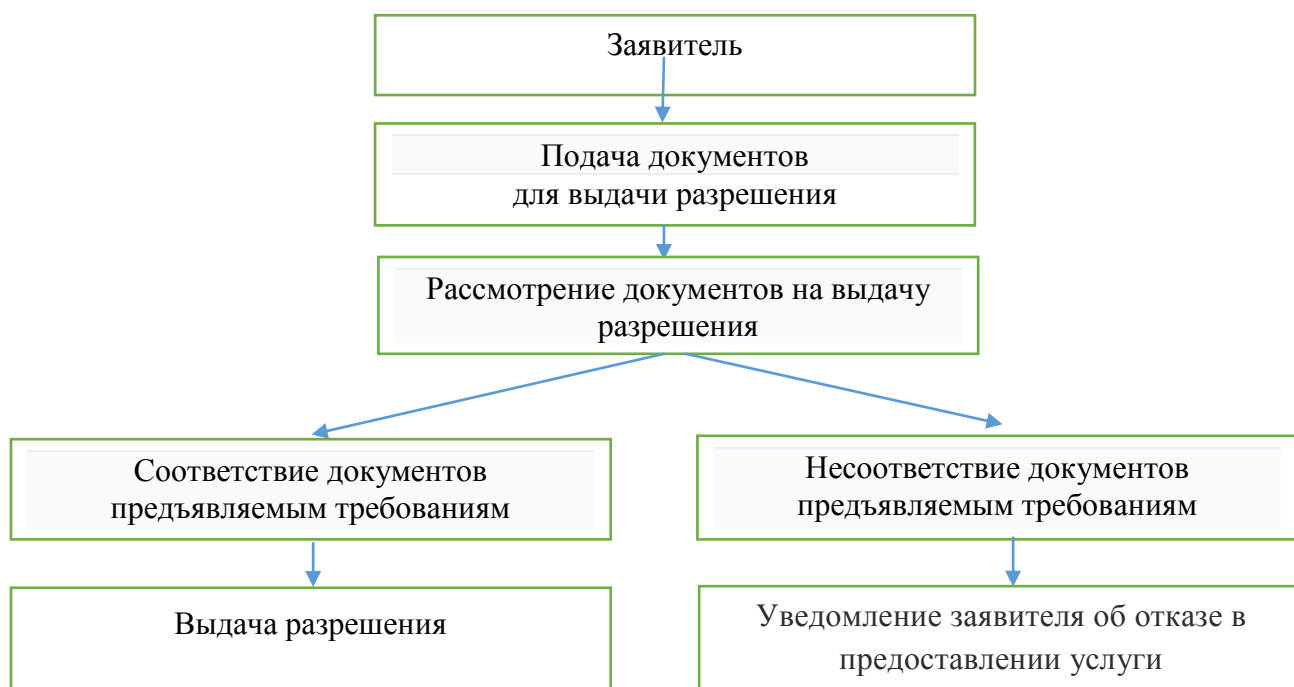 Заявитель
Подача документов
для выдачи разрешения
Рассмотрение документов на выдачу
разрешения
Соответствие документов
предъявляемым требованиям
Несоответствие документов
предъявляемым требованиям
Выдача разрешения
Уведомление заявителя об отказе в
предоставлении услуги